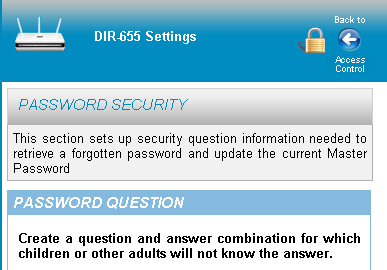 Back to
DIR-655 Settings
Access
Control
PASSWORD SECURITY
This section sets up security question information needed to
retrieve a forgotten password and update the current Master
Password
PASSWORD QUESTION
Create a question and answer combination for which
children or other adults will not know the answer.